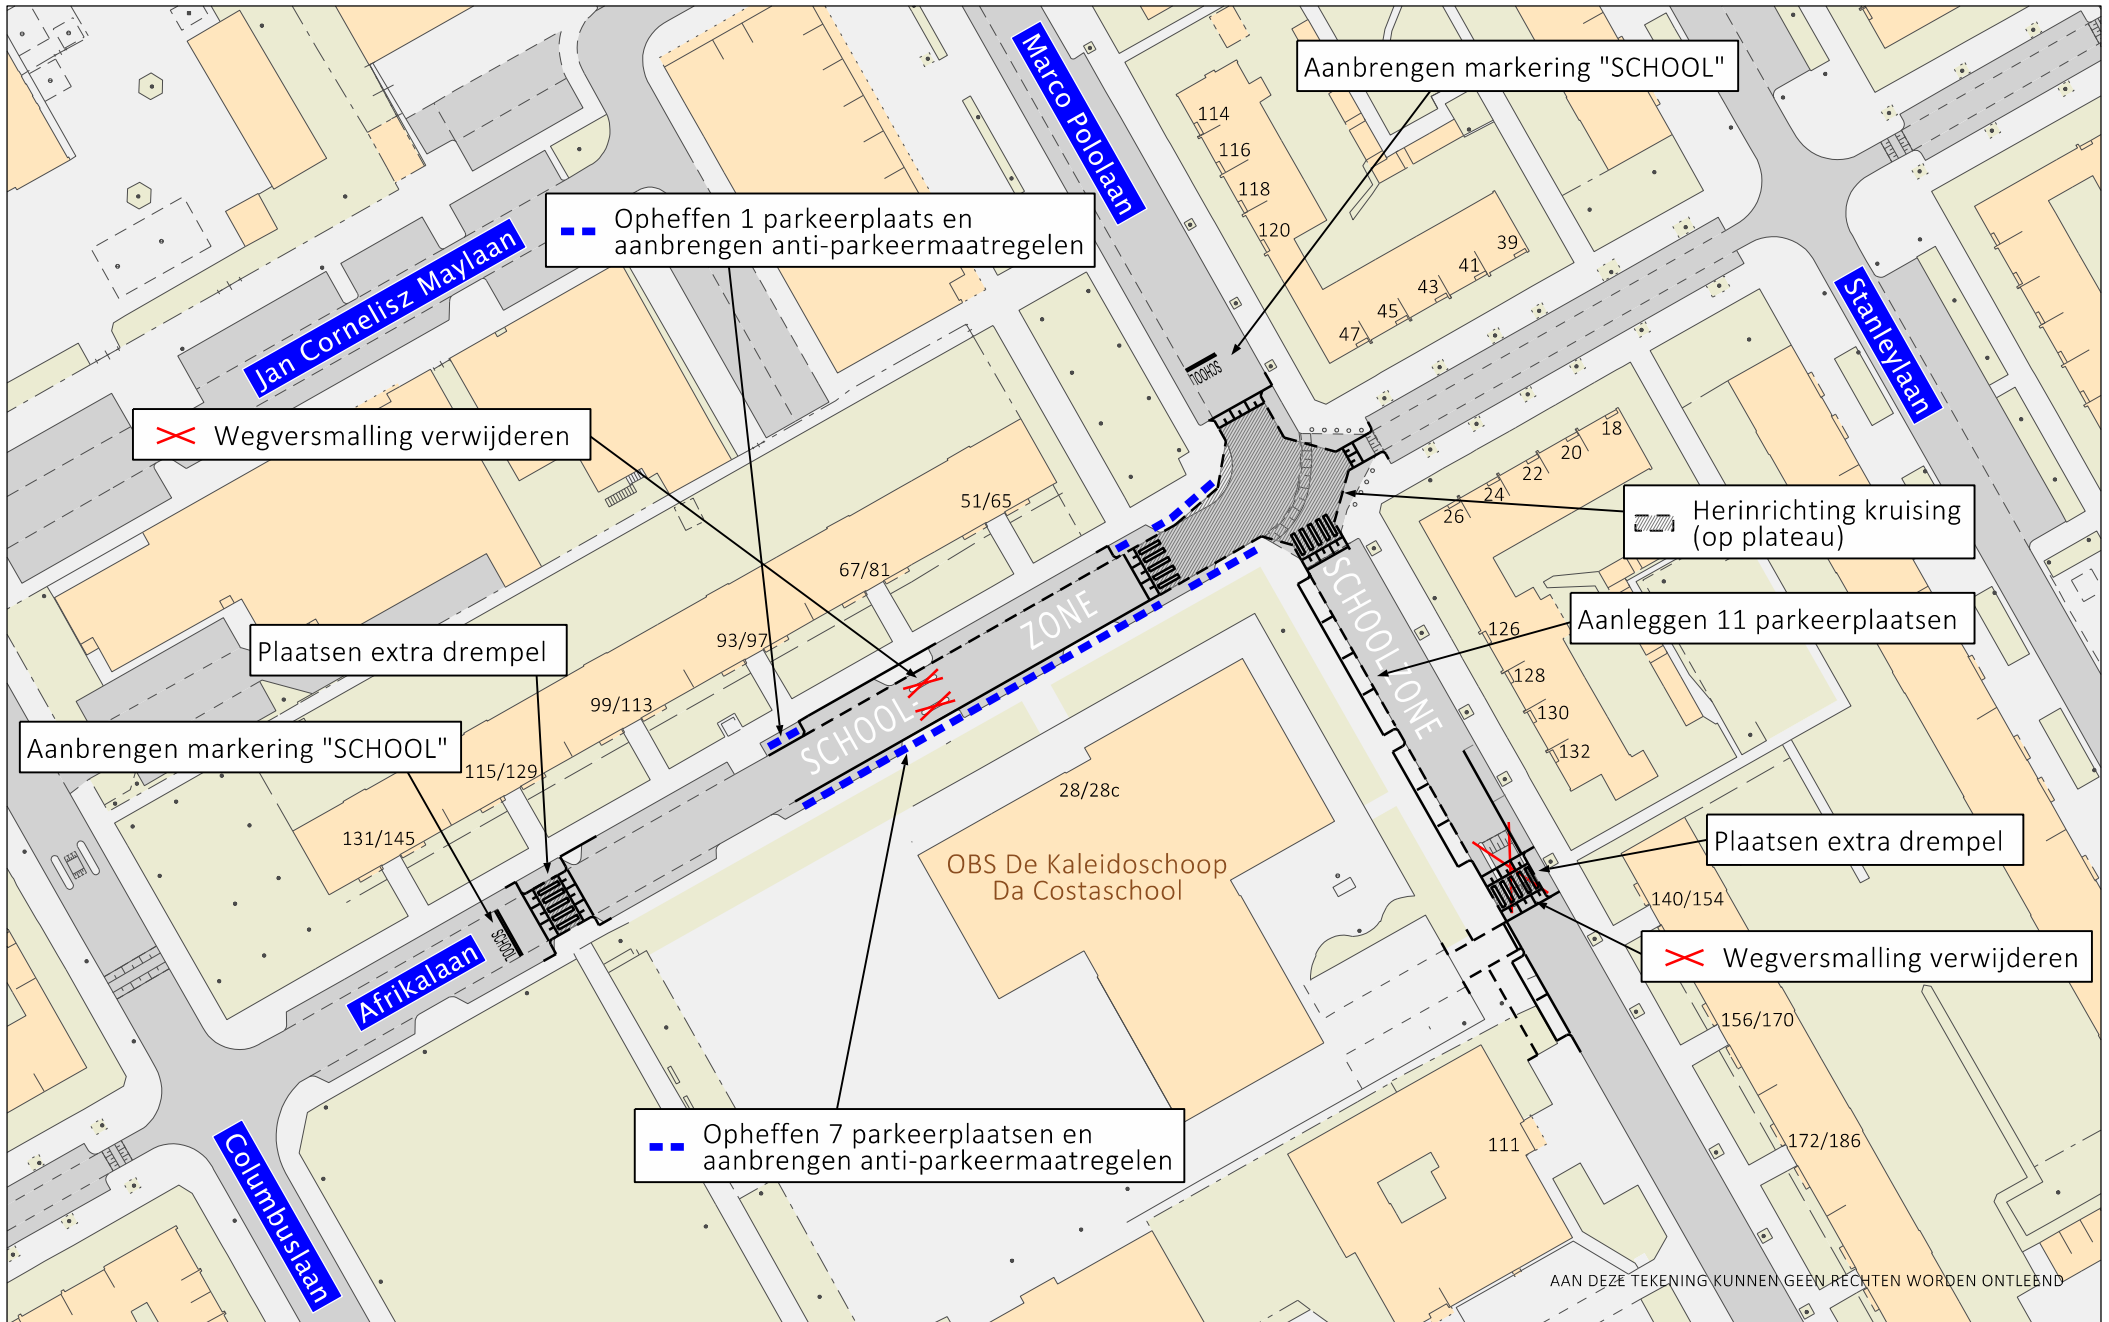 Aanbrengen markering "SCHOOL"
Marco Pololaan
114
116
118
120
Opheffen 1 parkeerplaats en
aanbrengen anti-parkeermaatregelen
Jan Cornelisz Maylaan
39
41
43
45
47
Stanleylaan
SCHOOL
Wegversmalling verwijderen
18
20
22
24
26
51/65
Herinrichting kruising
(op plateau)
67/81
93/97
99/113
115/129
131/145
Plaatsen extra drempel
Aanleggen 11 parkeerplaatsen
SCHOOL
ZONE
SCHOOL ZONE
126
128
130
132
Aanbrengen markering "SCHOOL"
28/28c
Plaatsen extra drempel
OBS De Kaleidoschoop
Da Costaschool
140/154
SCHOOL
Afrikalaan
Wegversmalling verwijderen
156/170
Opheffen 7 parkeerplaatsen en
aanbrengen anti-parkeermaatregelen
111
172/186
Columbuslaan
AAN DEZE TEKENING KUNNEN GEEN RECHTEN WORDEN ONTLEEND